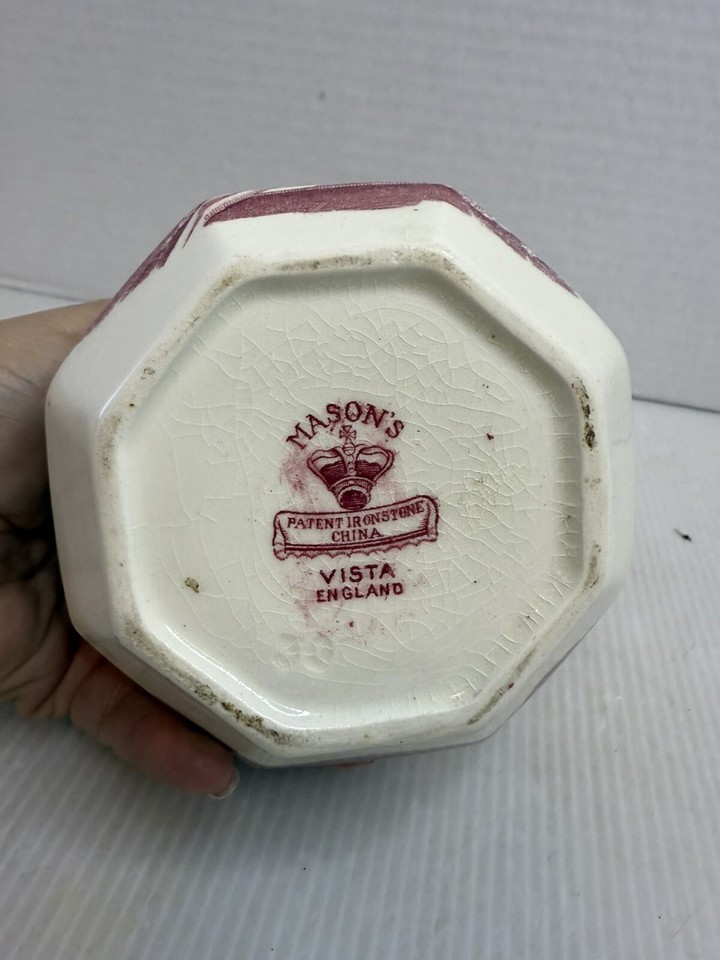 MASON'S
PATENT IRONSTONE
CHINA
VISTA
ENGLAND